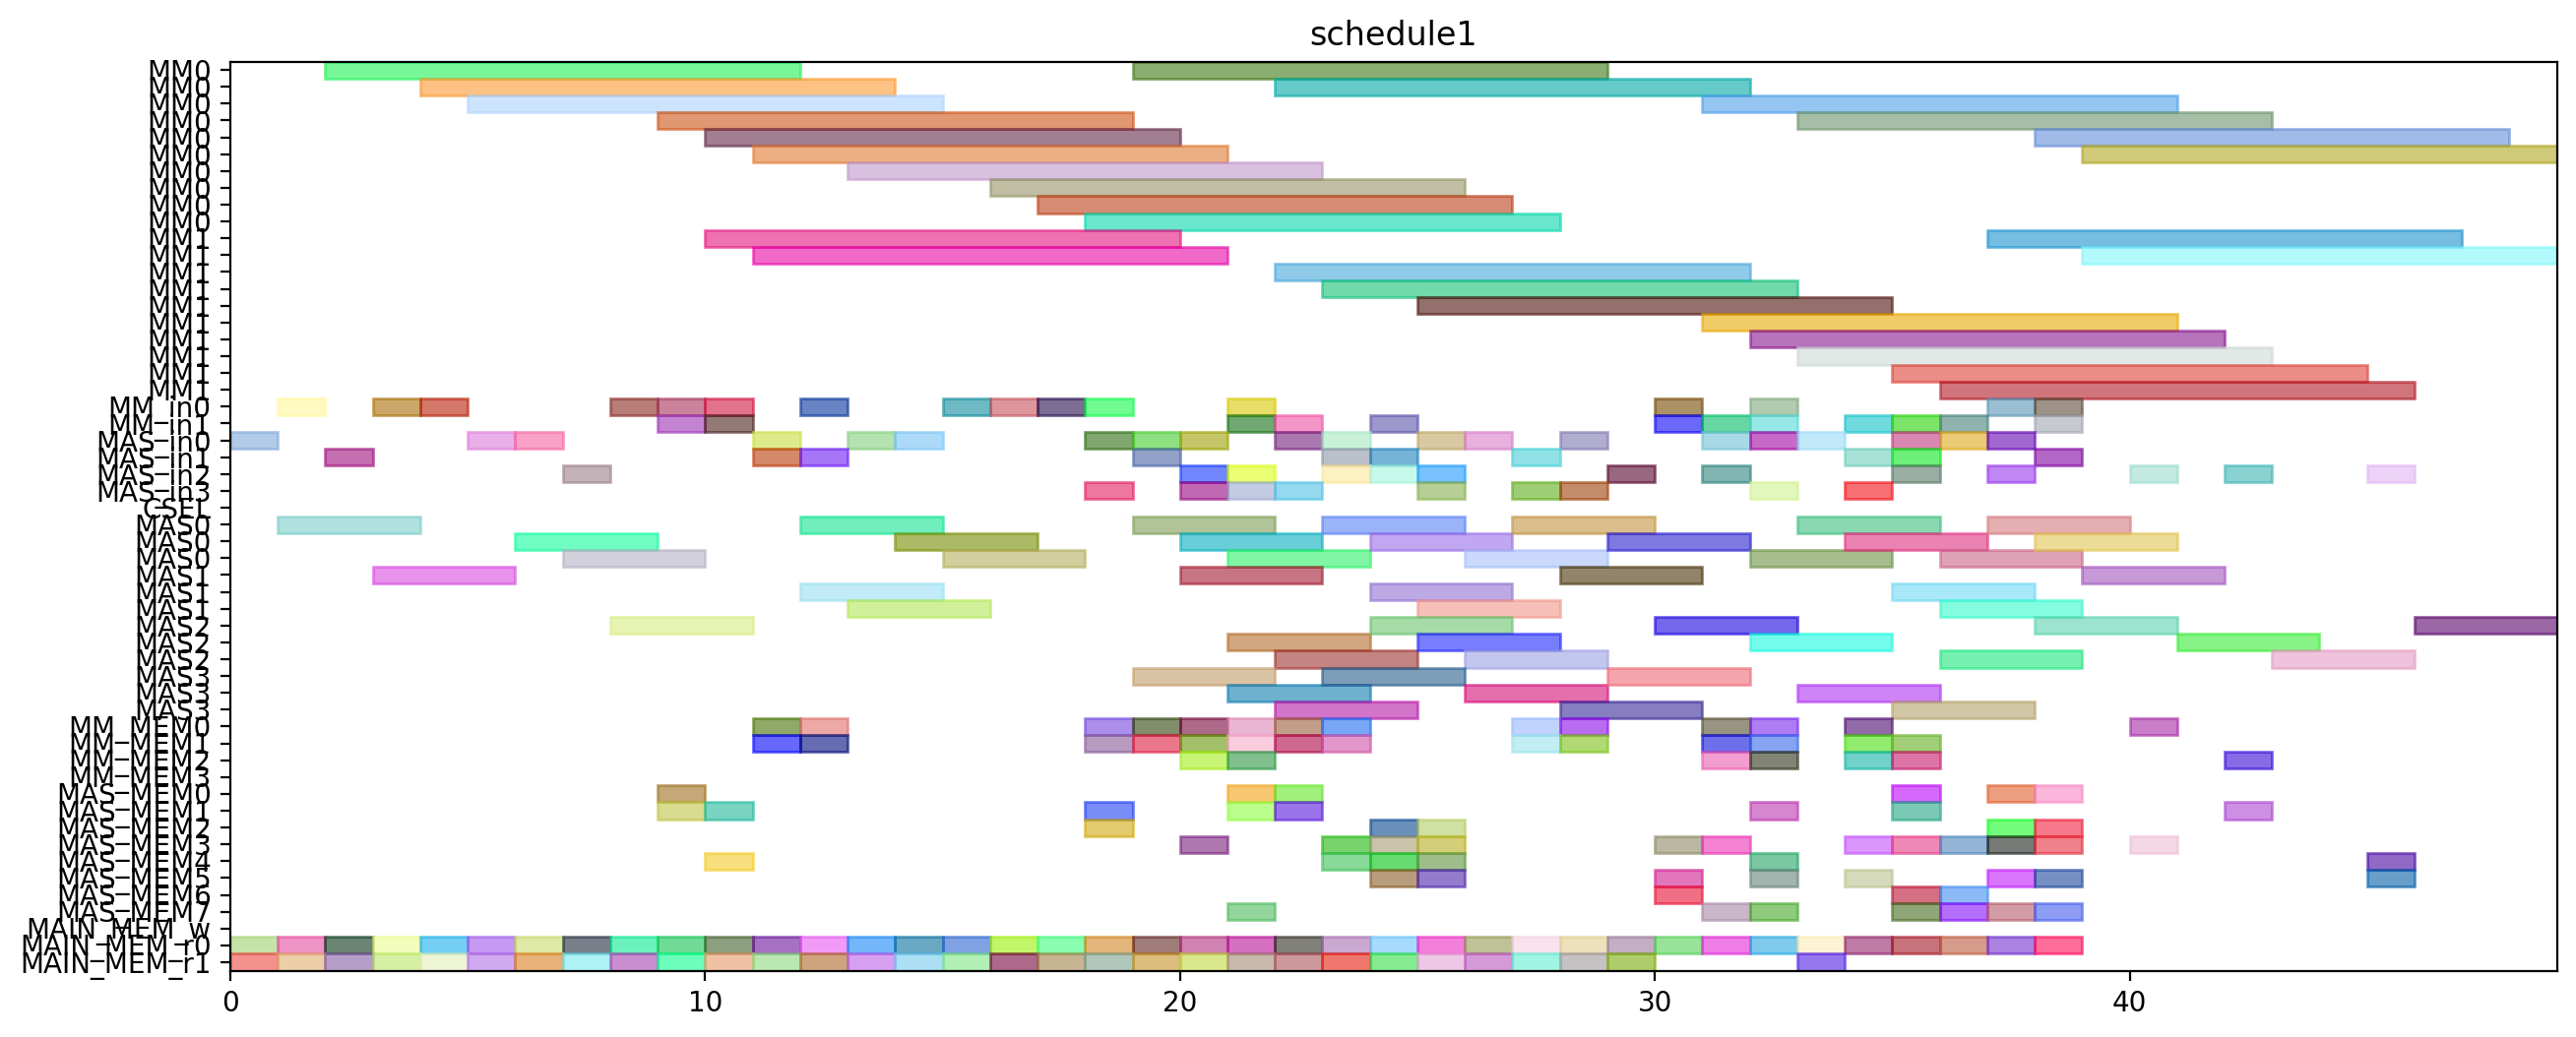 schedule1
MM0
MM0
MM0
MM0
MM0
MM0
MM0
MM0
MM0
MM0
MM1
MM1
MM1
MM1
MM1
MM1
MM1
MM1
MM1
MM1
MM_in0
MM_in1
MAS_in0
MAS_in1
MAS_in2
MAS_in3
CSEL
MAS0
MAS0
MAS0
MAS1
MAS1
MAS1
MAS2
MAS2
MAS2
MAS3
MAS3
MAS3
MM_MEM0
MM_MEM1
MM_MEM2
MM_MEM3
MAS_MEM0
MAS_MEM1
MAS_MEM2
MAS_MEM3
MAS_MEM4
MAS_MEM5
MAS_MEM6
MAS_MEM7
MAIN_MEM_w
MAIN_MEM_r0
MAIN_MEM_r1
0 10 20 30 40